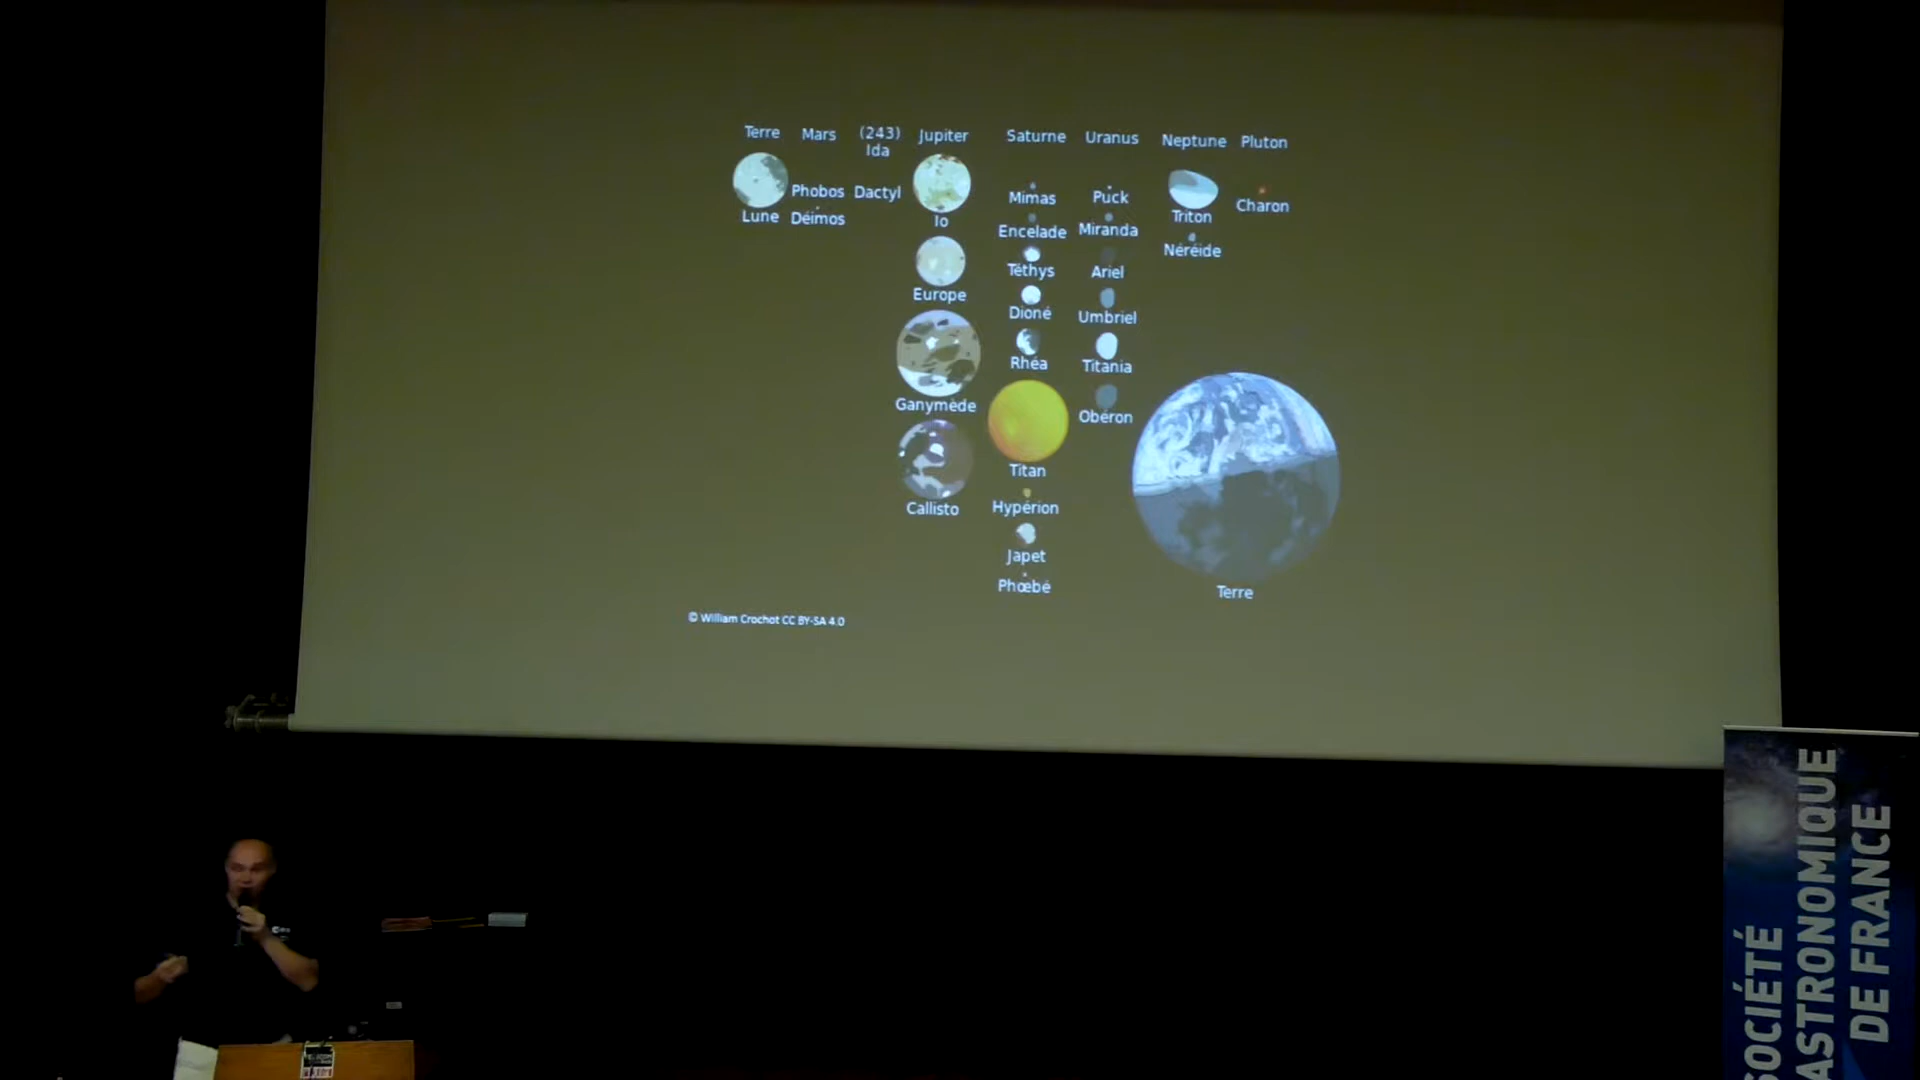 Terre Mars (243) Jupiter Saturne Uranus Neptune Pluton
Ida
Phobos Dactyl Mimas Puck
Lune Déimos Io Encelade Miranda Triton Charon
Téthys Ariel Néréide
Europe Dioné Umbriel
Rhéa Titania
Ganymède Obéron
Titan
Callisto Hypérion
Japet
Phœbé Terre
© William Crochot CC BY-SA 4.0
SOCIÉTÉ
ASTRONOMIQUE
DE FRANCE